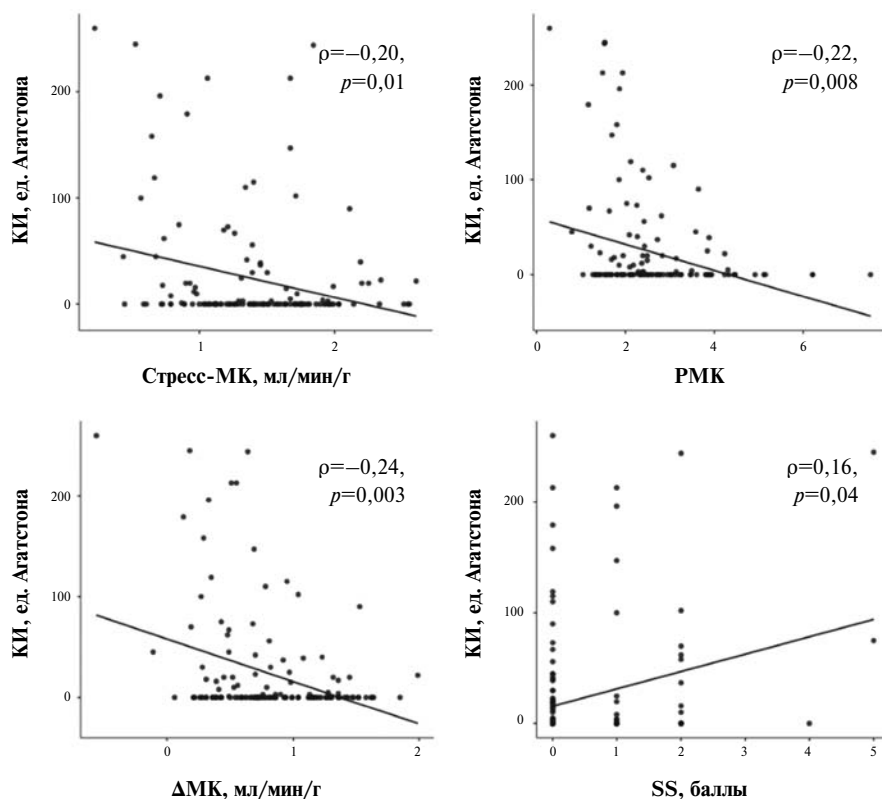 ρ=–0,20,
p=0,01
КИ, ед. Агатстона
200
100
0
1
2
Стресс-МК, мл/мин/г
ρ=–0,22,
p=0,008
КИ, ед. Агатстона
200
100
0
0
2
4
6
РМК
ρ=–0,24,
p=0,003
КИ, ед. Агатстона
200
100
0
0
1
2
ΔМК, мл/мин/г
ρ=0,16,
p=0,04
КИ, ед. Агатстона
200
100
0
0
1
2
3
4
5
SS, баллы